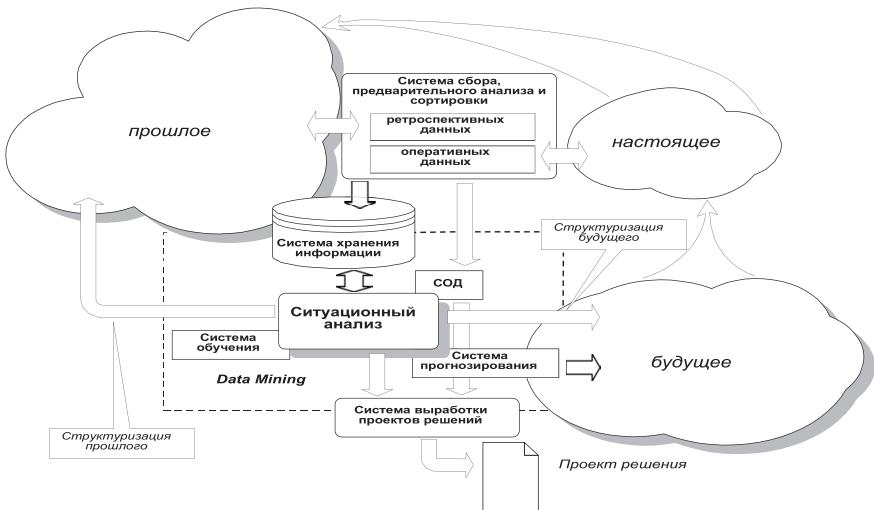 Система сбора,
предварительного анализа и
сортировки
прошлое
ретроспективных
данных
настоящее
оперативных
данных
Структуризация
будущего
Система хранения
информации
СОД
Ситуационный
анализ
Система
обучения
Система
прогнозирования
будущее
Data Mining
Система выработки
проектов решений
Структуризация
прошлого
Проект решения